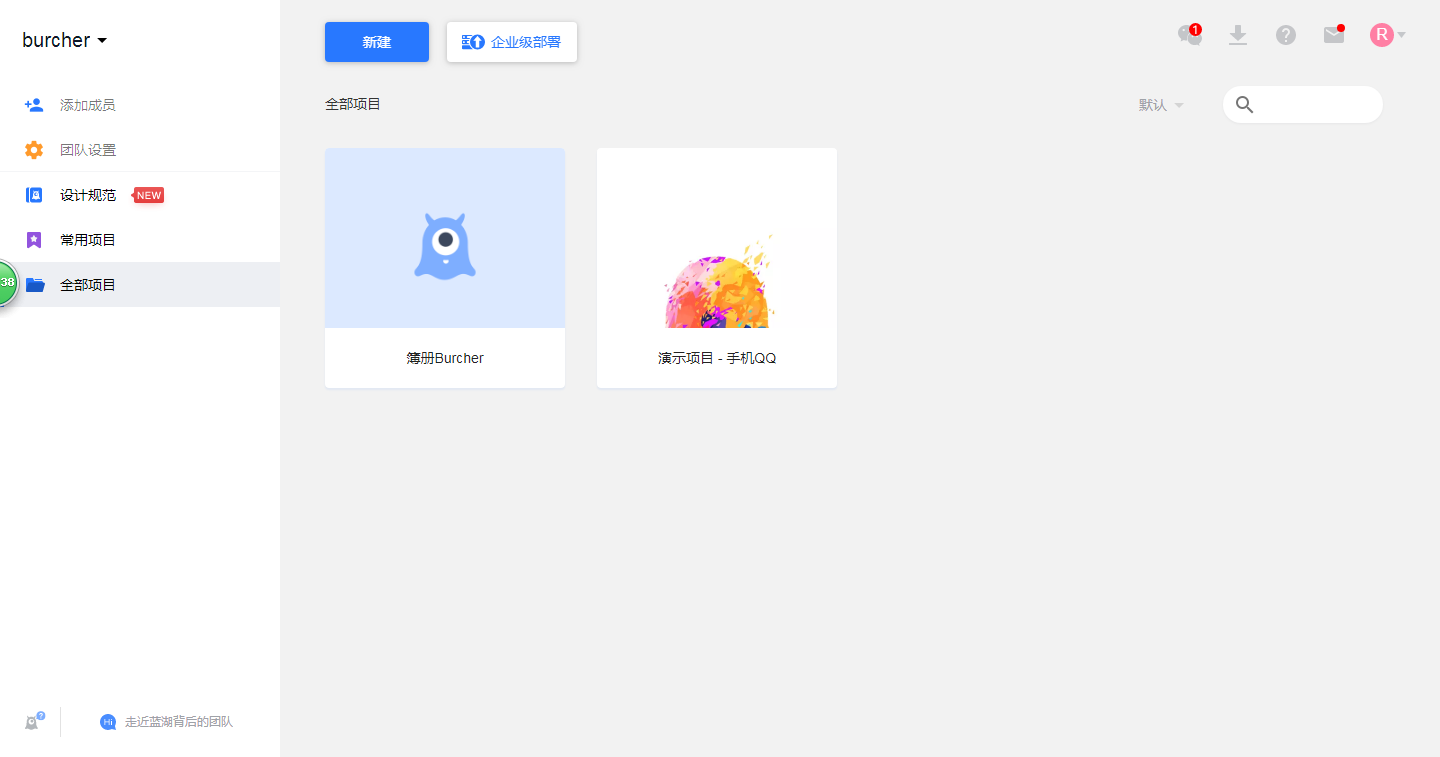 burcher
新建
企业级部署
1
R
添加成员
团队设置
设计规范 NEW
常用项目
全部项目
38
全部项目
默认
簿册Burcher
演示项目 - 手机QQ
?
Hi
走近蓝湖背后的团队